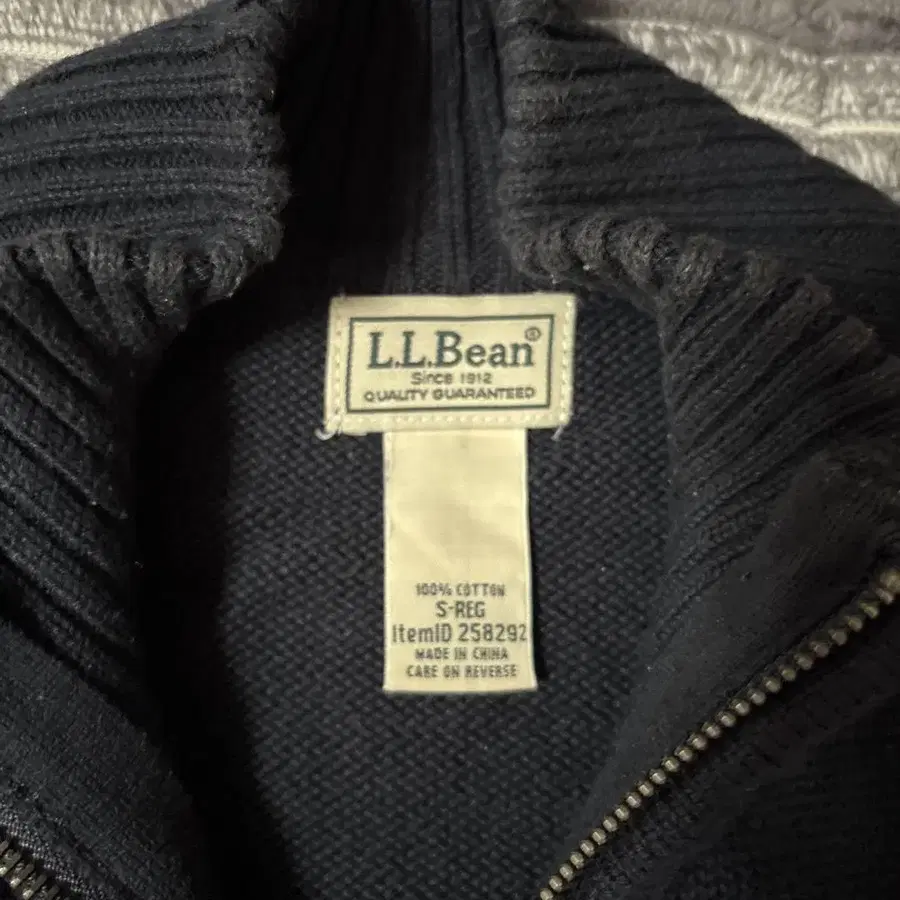 L.L.Bean®
Since 1912
QUALITY GUARANTEED
100% COTTON
S-REG
ItemID 258292
MADE IN CHINA
CARE ON REVERSE